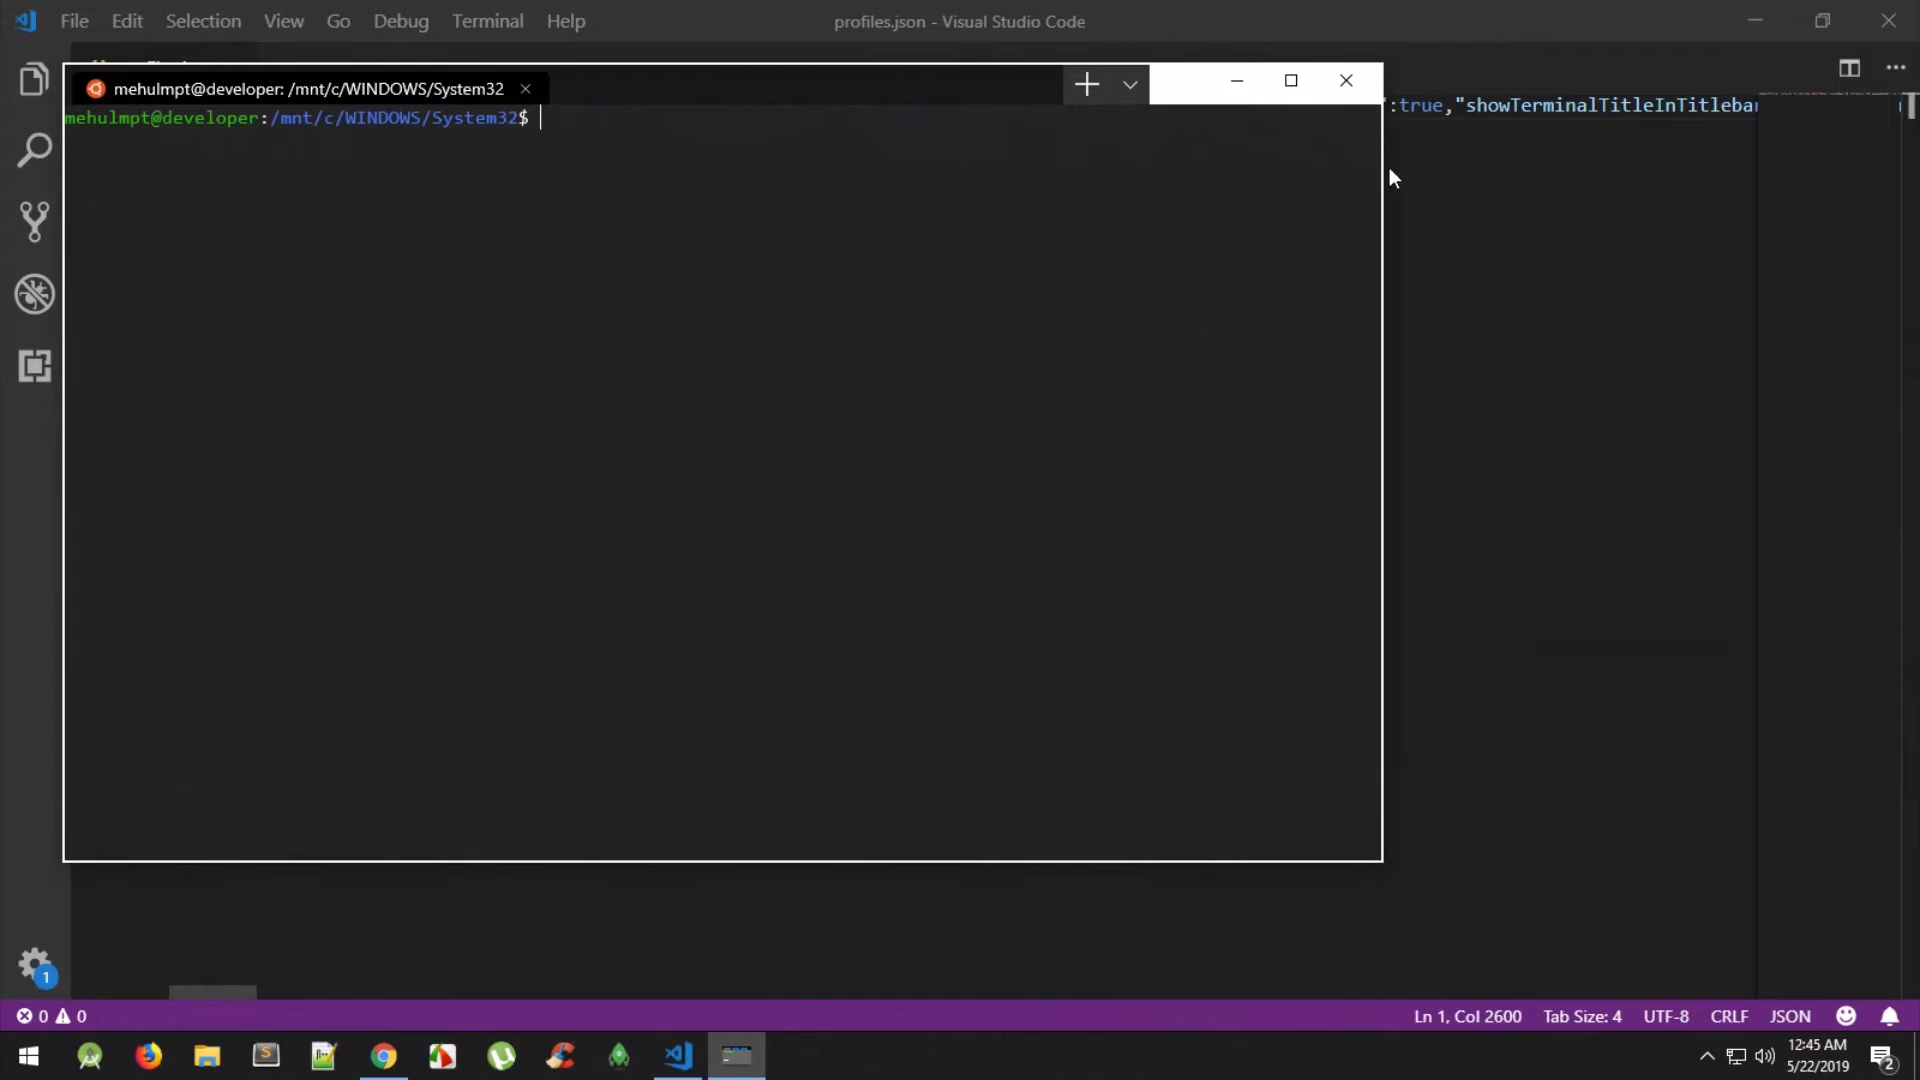 File Edit Selection View Go Debug Terminal Help profiles.json - Visual Studio Code
mehulmpt@developer: /mnt/c/WINDOWS/System32
":true,"showTerminalTitleInTitleba
mehulmpt@developer:/mnt/c/WINDOWS/System32$
1
0 0 Ln 1, Col 2600 Tab Size: 4 UTF-8 CRLF JSON
12:45 AM
5/22/2019
2